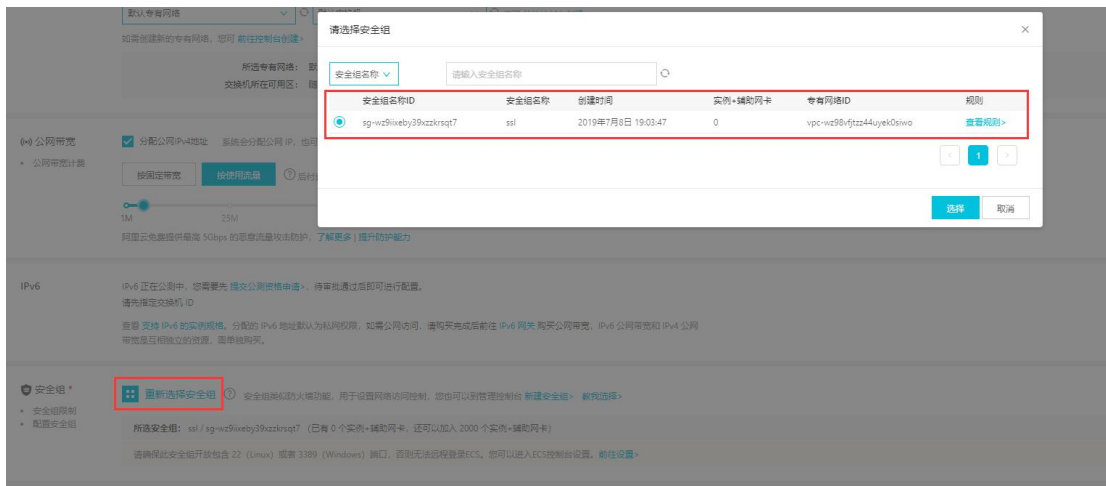 默认专有网络
如需创建新的专有网络，您可 前往控制台创建>
所选专有网络： 默
交换机所在可用区： 随
请选择安全组
安全组名称
请输入安全组名称
安全组名称ID 安全组名称 创建时间 实例+辅助网卡 专有网络ID 规则
sg-wz9iixeby39xzzkrsqt7 ssl 2019年7月8日 19:03:47 0 vpc-wz98vfjtzz44uyek0siwo 查看规则>
< 1 >
选择 取消
公网带宽
分配公网IPv4地址 系统会分配公网 IP，也可
• 公网带宽计费
按固定带宽 按使用流量 后付
1M 25M
阿里云免费提供最高 5Gbps 的恶意流量攻击防护，了解更多 | 提升防护能力
IPv6
IPv6 正在公测中，您需要先 提交公测资格申请>，待审批通过后即可进行配置。
请先指定交换机 ID
查看 支持 IPv6 的实例规格。分配的 IPv6 地址默认为私网权限，如需公网访问，请购买完成后前往 IPv6 网关 购买公网带宽，IPv6 公网带宽和 IPv4 公网
带宽是互相独立的资源，需单独购买。
安全组 *
重新选择安全组 安全组类似防火墙功能，用于设置网络访问控制，您也可以到管理控制台 新建安全组> 教我选择>
• 安全组限制
• 配置安全组
所选安全组： ssl / sg-wz9iixeby39xzzkrsqt7 （已有 0 个实例+辅助网卡，还可以加入 2000 个实例+辅助网卡）
请确保此安全组开放包含 22（Linux）或者 3389（Windows）端口，否则无法远程登录ECS。您可以进入ECS控制台设置。前往设置>